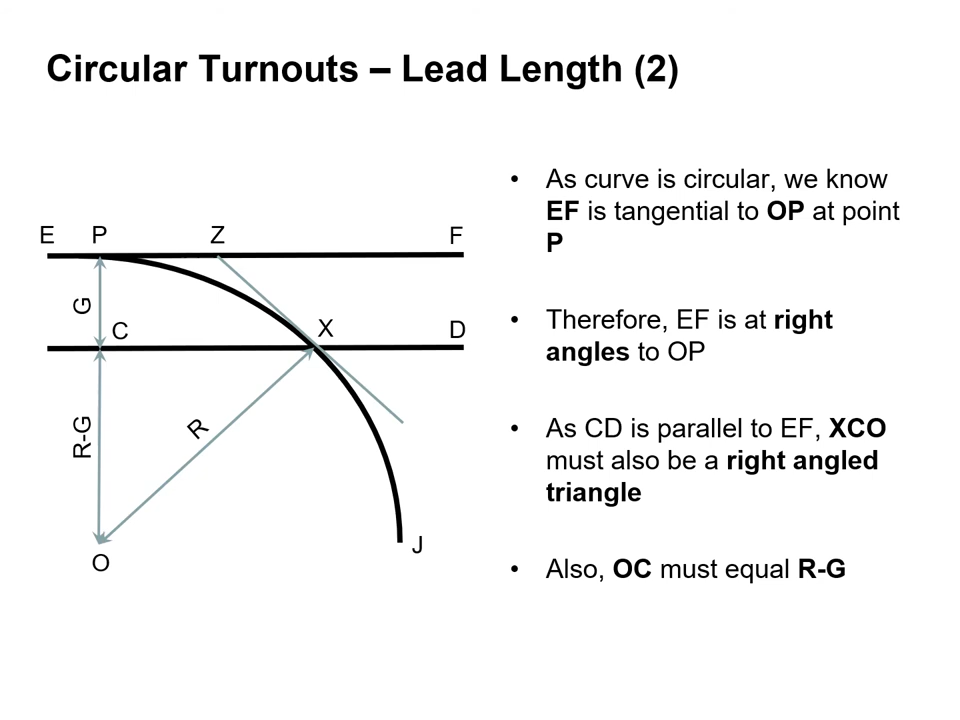 Circular Turnouts – Lead Length (2)
E P Z F
G
C X D
R-G
R
O
J
• As curve is circular, we know
EF is tangential to OP at point
P
• Therefore, EF is at right
angles to OP
• As CD is parallel to EF, XCO
must also be a right angled
triangle
• Also, OC must equal R-G